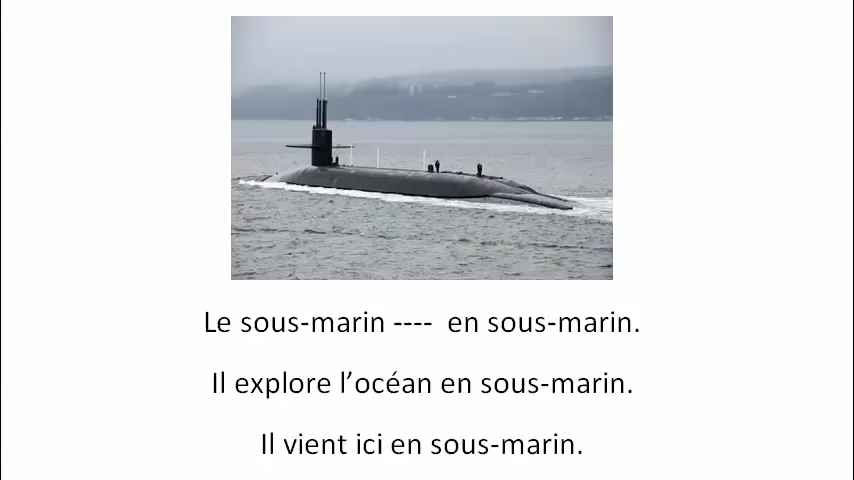 Le sous-marin ----  en sous-marin.
Il explore l’océan en sous-marin.
Il vient ici en sous-marin.